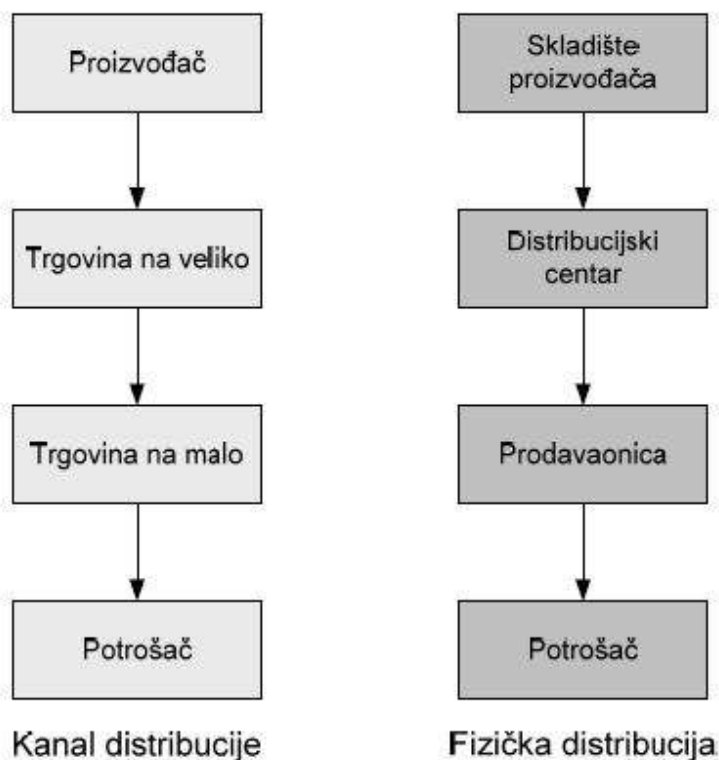 Proizvođač
Trgovina na veliko
Trgovina na malo
Potrošač
Kanal distribucije
Skladište
proizvođača
Distribucijski
centar
Prodavaonica
Potrošač
Fizička distribucija